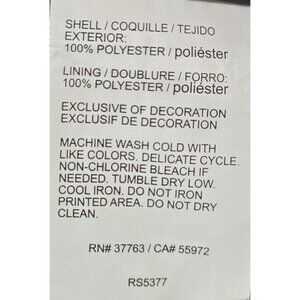 SHELL / COQUILLE / TEJIDO
EXTERIOR:
100% POLYESTER / poliéster
LINING / DOUBLURE / FORRO:
100% POLYESTER / poliéster
EXCLUSIVE OF DECORATION
EXCLUSIF DE DECORATION
MACHINE WASH COLD WITH
LIKE COLORS. DELICATE CYCLE.
NON-CHLORINE BLEACH IF
NEEDED. TUMBLE DRY LOW.
COOL IRON. DO NOT IRON
PRINTED AREA. DO NOT DRY
CLEAN.
RN# 37763 / CA# 55972
RS5377